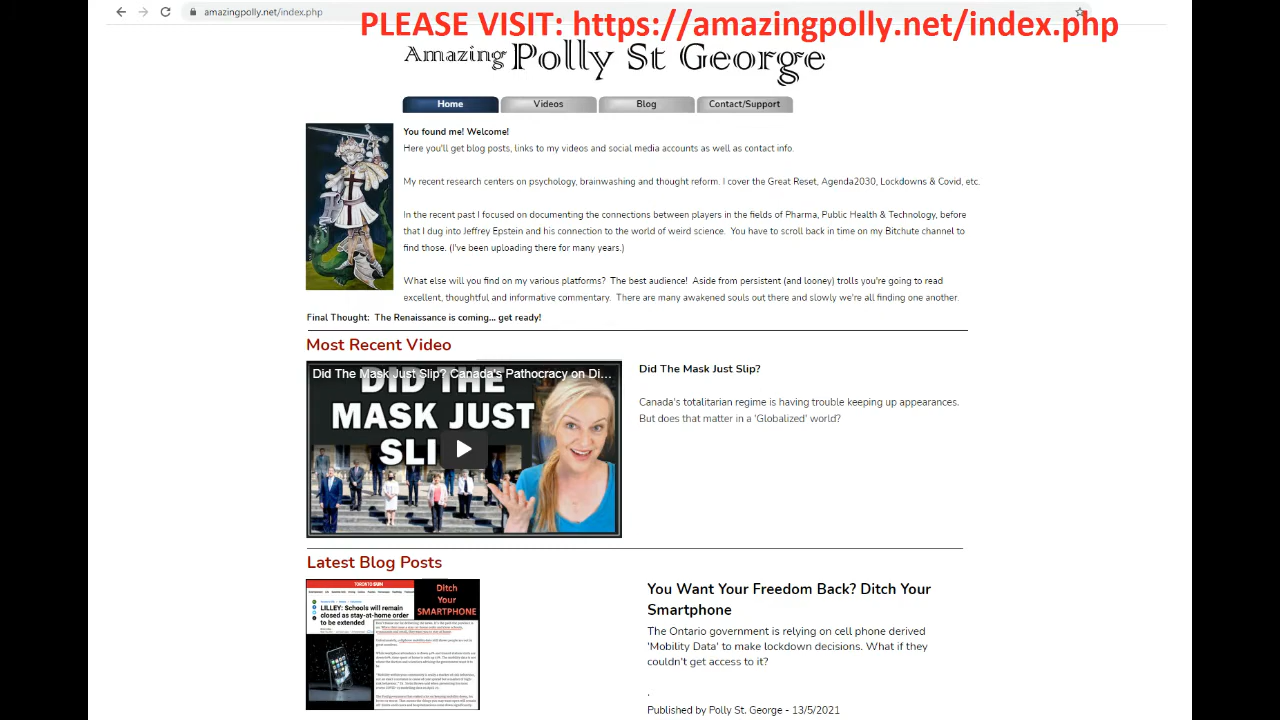 amazingpolly.net/index.php
PLEASE VISIT: https://amazingpolly.net/index.php
Amazing Polly St George
Home Videos Blog Contact/Support
You found me! Welcome!
Here you'll get blog posts, links to my videos and social media accounts as well as contact info.
My recent research centers on psychology, brainwashing and thought reform. I cover the Great Reset, Agenda2030, Lockdowns & Covid, etc.
In the recent past I focused on documenting the connections between players in the fields of Pharma, Public Health & Technology, before
that I dug into Jeffrey Epstein and his connection to the world of weird science. You have to scroll back in time on my Bitchute channel to
find those. (I've been uploading there for many years.)
What else will you find on my various platforms? The best audience! Aside from persistent (and looney) trolls you're going to read
excellent, thoughtful and informative commentary. There are many awakened souls out there and slowly we're all finding one another.
Final Thought: The Renaissance is coming... get ready!
Most Recent Video
Did The Mask Just Slip? Canada's Pathocracy on Di...
DID THE
MASK JUST
SLI
Did The Mask Just Slip?
Canada's totalitarian regime is having trouble keeping up appearances.
But does that matter in a 'Globalized' world?
Latest Blog Posts
TORONTO SUN
LILLEY: Schools will remain
closed as stay-at-home order
to be extended
Ditch
Your
SMARTPHONE
You Want Your Freedom Back? Ditch Your
Smartphone
The Ontario government is relying on cell phone-derived
'Mobility Data' to make lockdown decisions. What if they
couldn't get access to it?
Published by Polly St. George - 13/5/2021